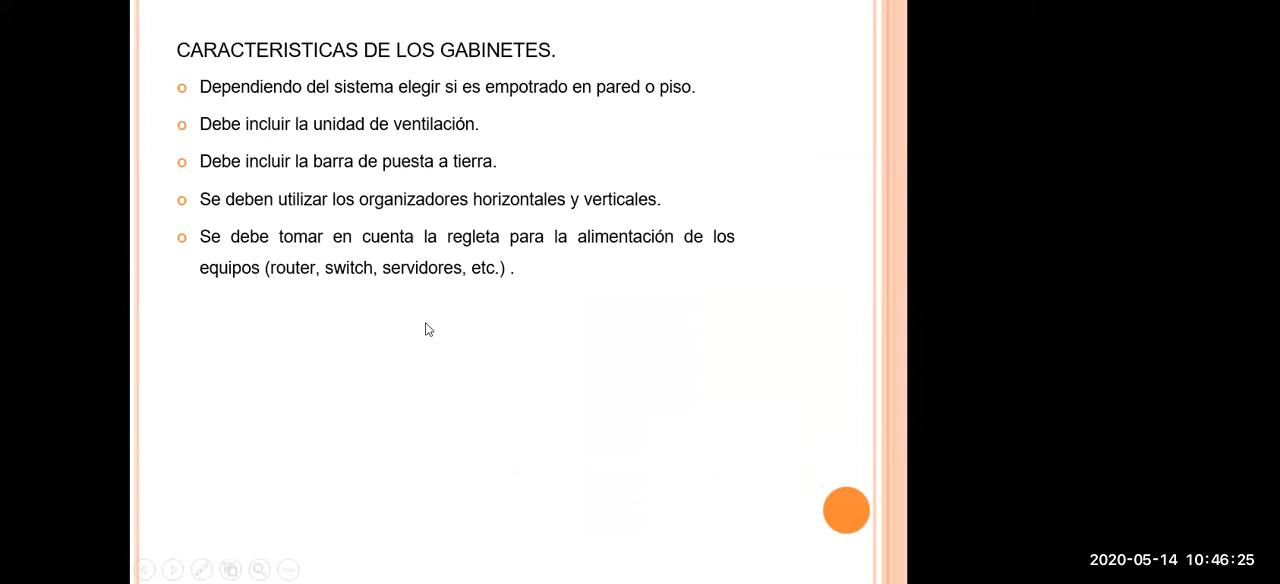 CARACTERISTICAS DE LOS GABINETES.
Dependiendo del sistema elegir si es empotrado en pared o piso.
Debe incluir la unidad de ventilación.
Debe incluir la barra de puesta a tierra.
Se deben utilizar los organizadores horizontales y verticales.
Se debe tomar en cuenta la regleta para la alimentación de los
equipos (router, switch, servidores, etc.) .
2020-05-14 10:46:25